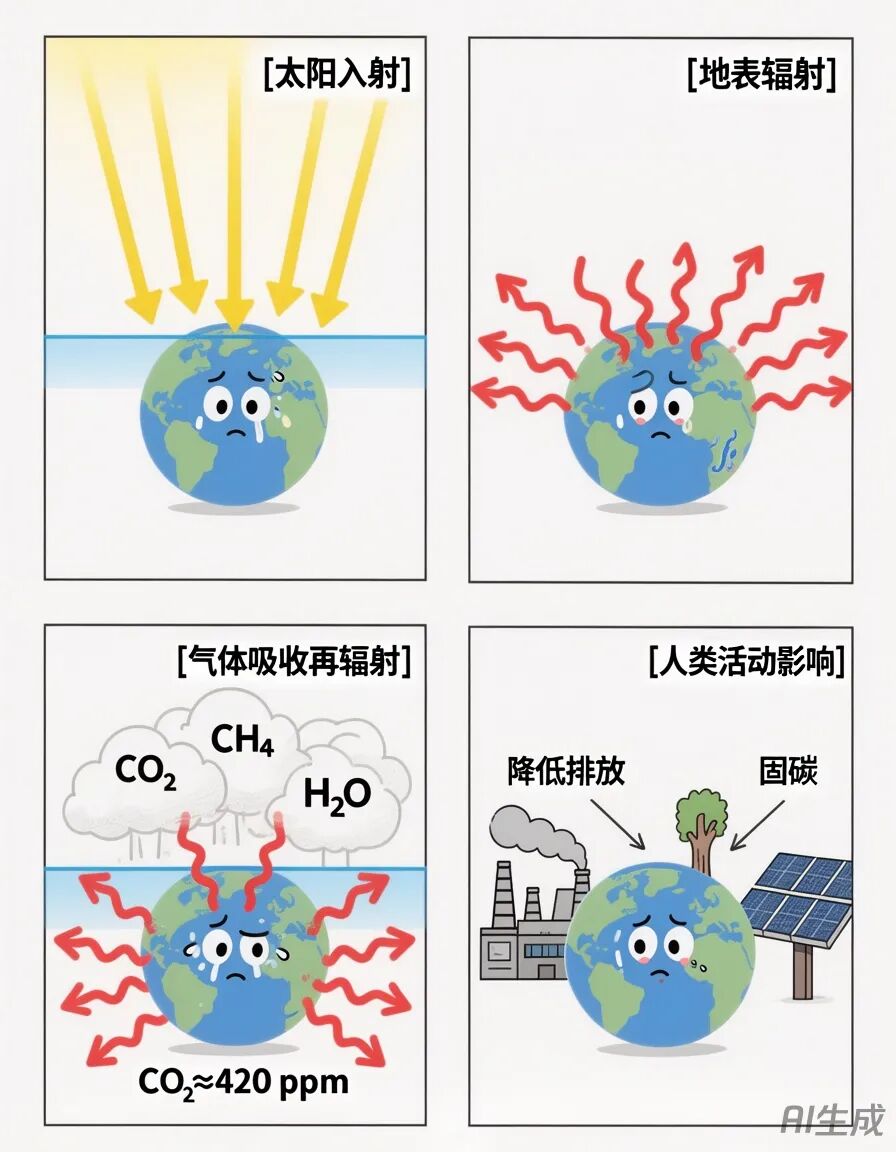 [太阳入射]
[地表辐射]
[气体吸收再辐射]
CO₂
CH₄
H₂O
CO₂≈420 ppm
[人类活动影响]
降低排放
固碳
AI生成